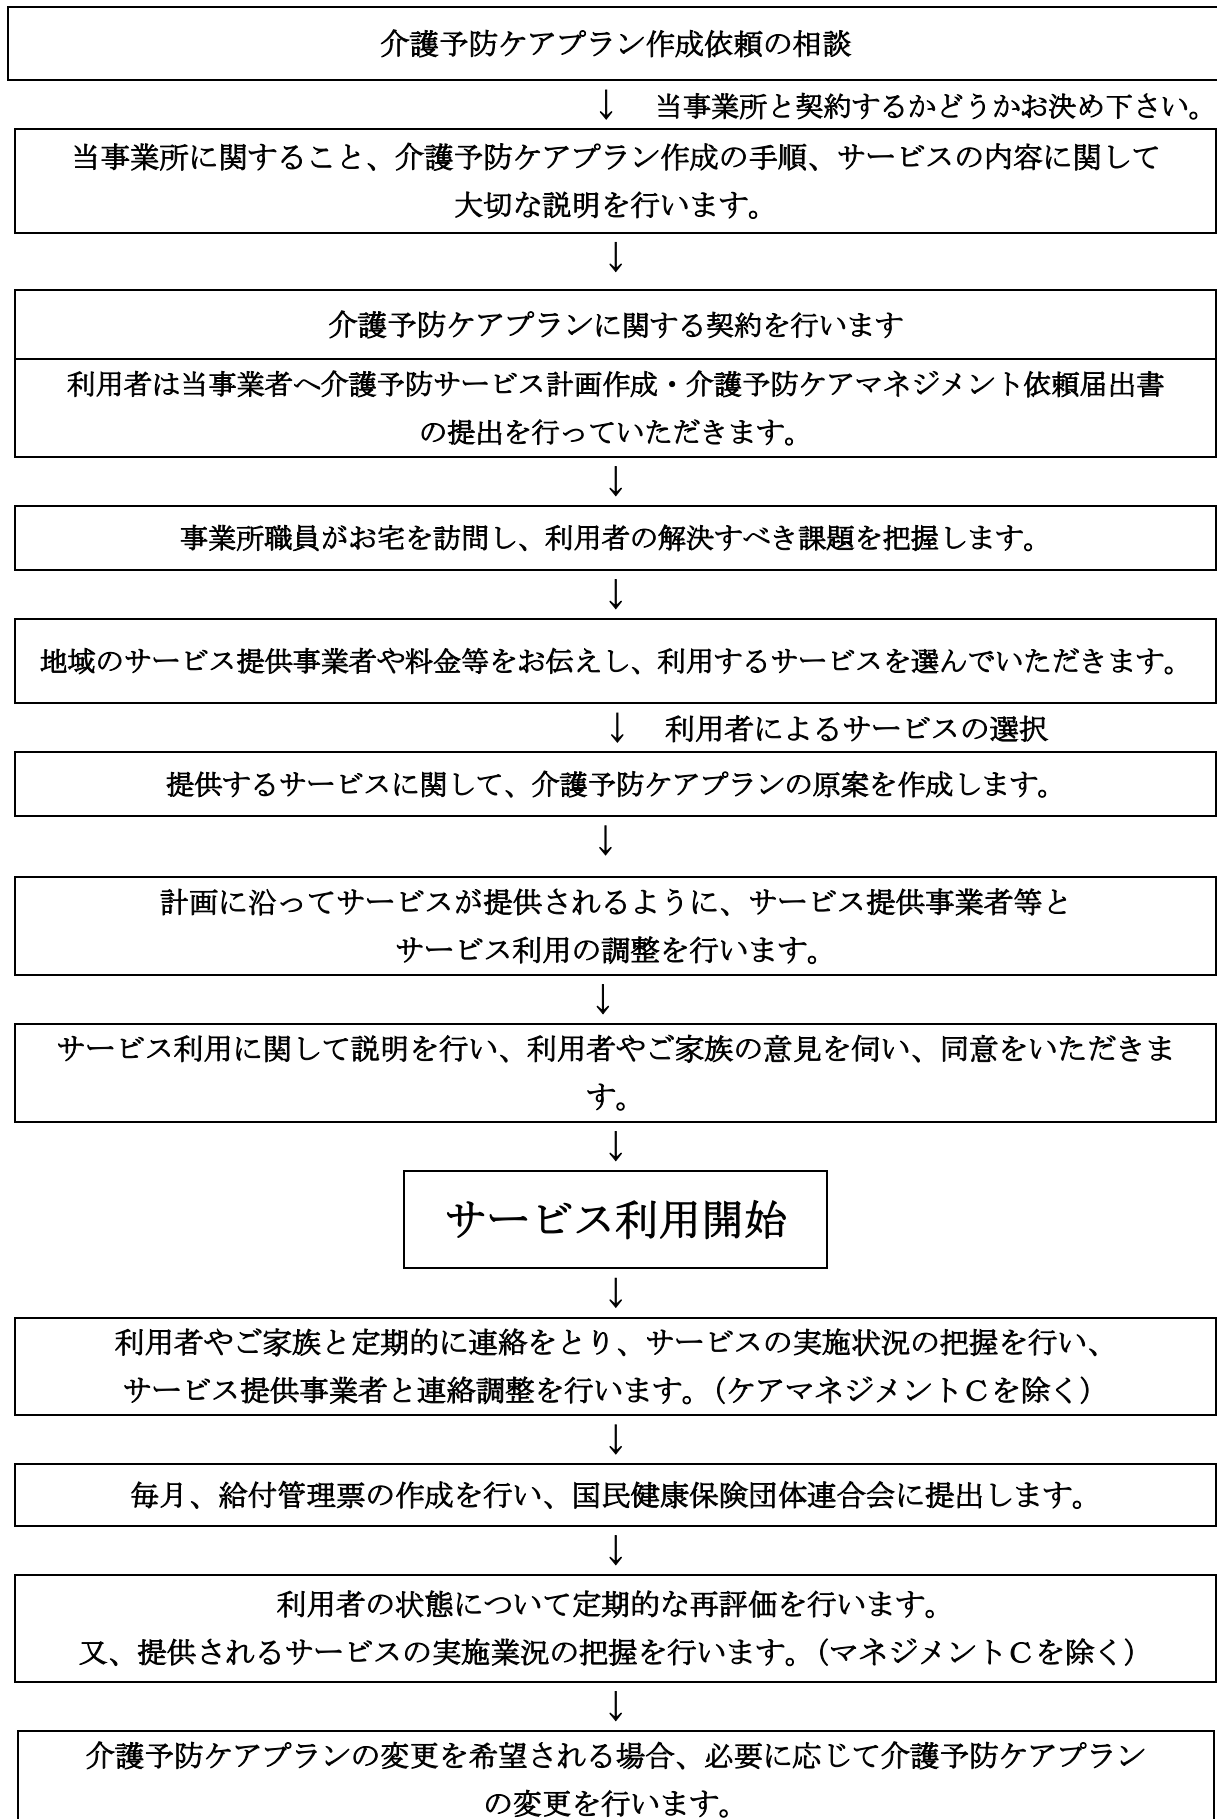 介護予防ケアプラン作成依頼の相談
↓ 当事業所と契約するかどうかお決め下さい。
当事業所に関すること、介護予防ケアプラン作成の手順、サービスの内容に関して
大切な説明を行います。
↓
介護予防ケアプランに関する契約を行います
利用者は当事業者へ介護予防サービス計画作成・介護予防ケアマネジメント依頼届出書
の提出を行っていただきます。
↓
事業所職員がお宅を訪問し、利用者の解決すべき課題を把握します。
↓
地域のサービス提供事業者や料金等をお伝えし、利用するサービスを選んでいただきます。
↓ 利用者によるサービスの選択
提供するサービスに関して、介護予防ケアプランの原案を作成します。
↓
計画に沿ってサービスが提供されるように、サービス提供事業者等と
サービス利用の調整を行います。
↓
サービス利用に関して説明を行い、利用者やご家族の意見を伺い、同意をいただきま
す。
↓
サービス利用開始
↓
利用者やご家族と定期的に連絡をとり、サービスの実施状況の把握を行い、
サービス提供事業者と連絡調整を行います。（ケアマネジメントＣを除く）
↓
毎月、給付管理票の作成を行い、国民健康保険団体連合会に提出します。
↓
利用者の状態について定期的な再評価を行います。
又、提供されるサービスの実施業況の把握を行います。（マネジメントＣを除く）
↓
介護予防ケアプランの変更を希望される場合、必要に応じて介護予防ケアプラン
の変更を行います。